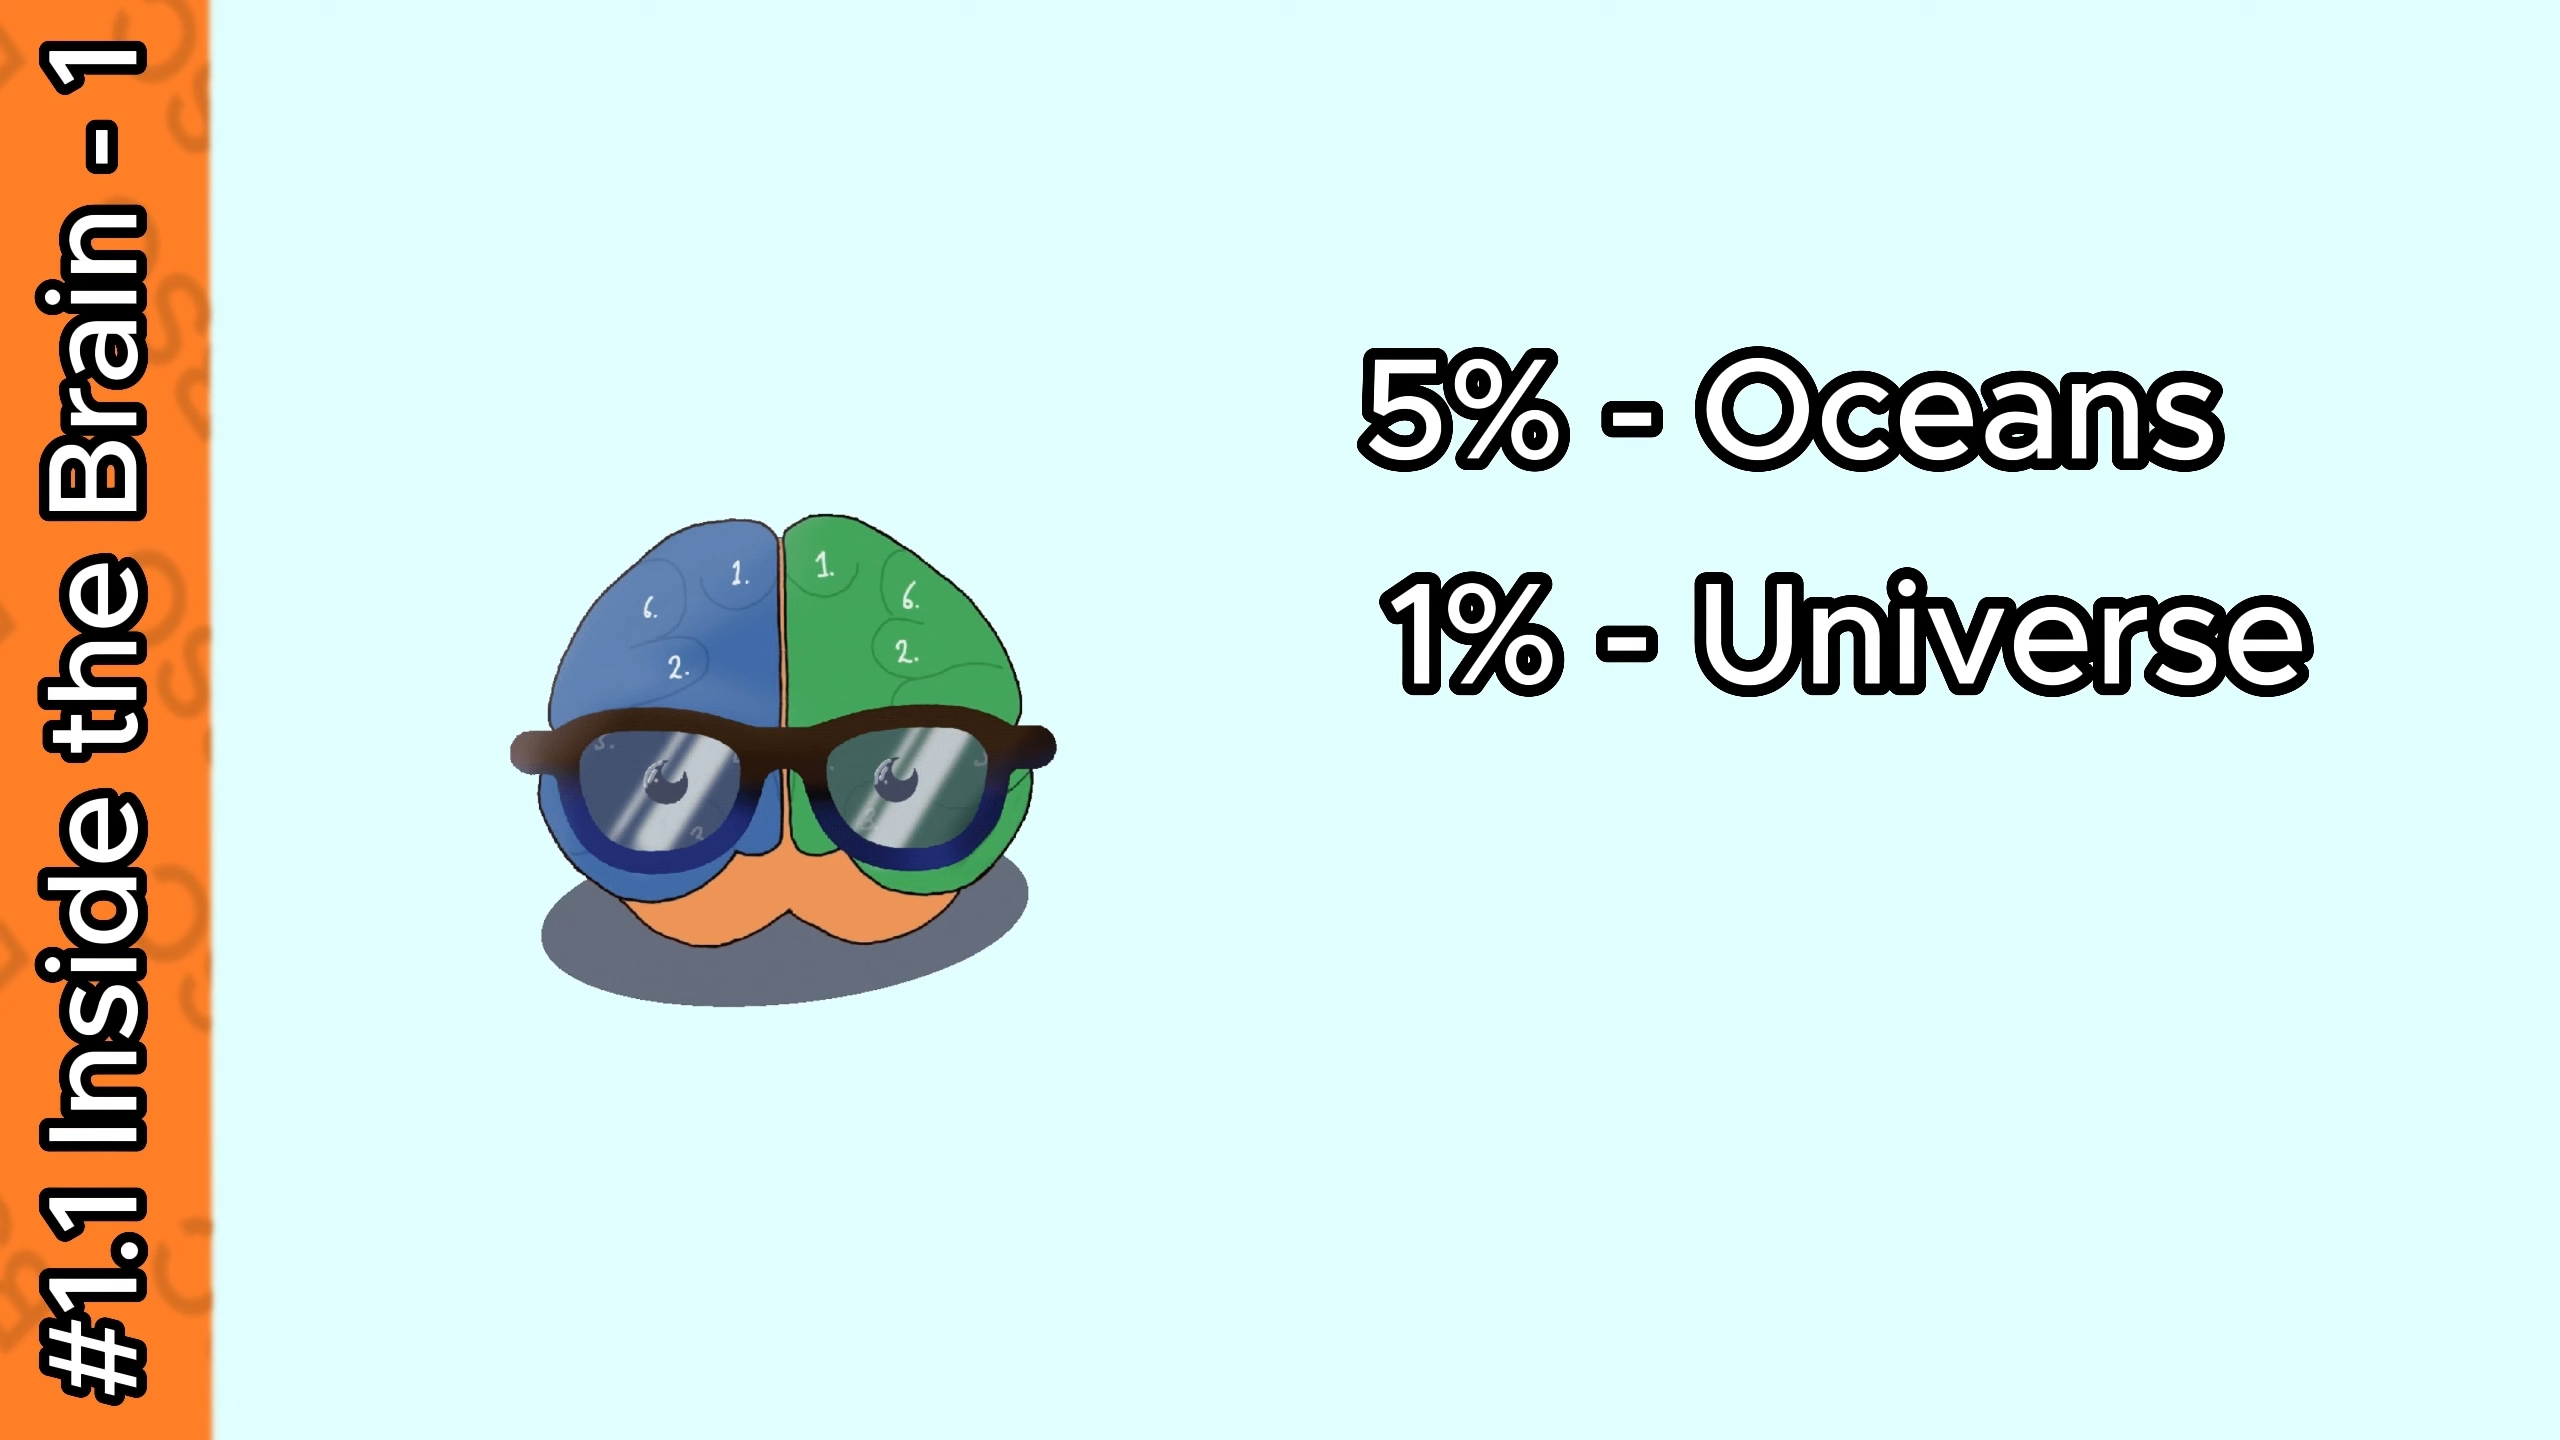 #1.1 Inside the Brain - 1
5% - Oceans
1% - Universe
1.
1.
6.
6.
2.
2.